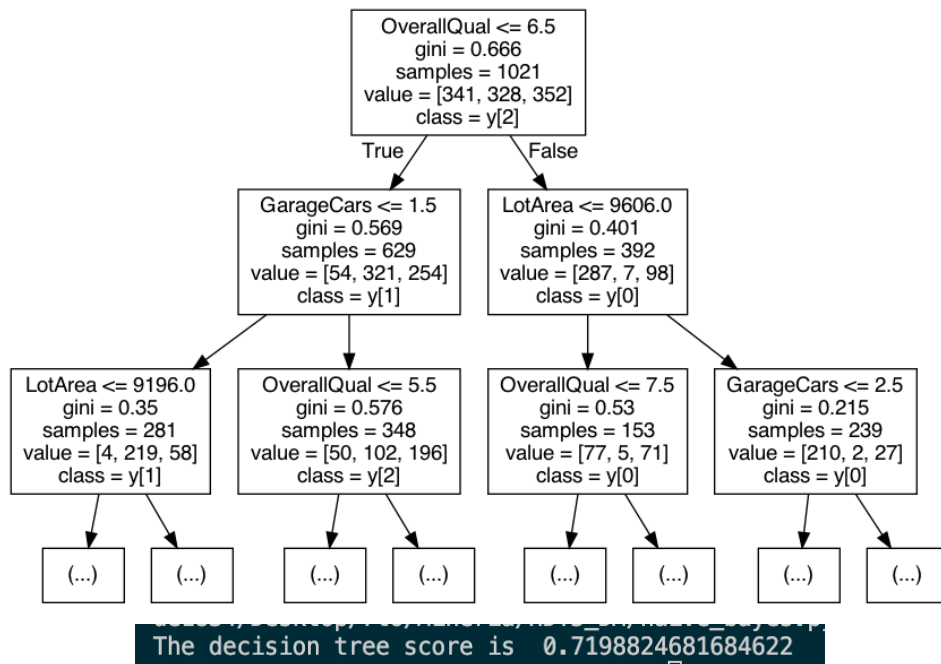 OverallQual <= 6.5
gini = 0.666
samples = 1021
value = [341, 328, 352]
class = y[2]
True
False
GarageCars <= 1.5
gini = 0.569
samples = 629
value = [54, 321, 254]
class = y[1]
LotArea <= 9606.0
gini = 0.401
samples = 392
value = [287, 7, 98]
class = y[0]
LotArea <= 9196.0
gini = 0.35
samples = 281
value = [4, 219, 58]
class = y[1]
OverallQual <= 5.5
gini = 0.576
samples = 348
value = [50, 102, 196]
class = y[2]
OverallQual <= 7.5
gini = 0.53
samples = 153
value = [77, 5, 71]
class = y[0]
GarageCars <= 2.5
gini = 0.215
samples = 239
value = [210, 2, 27]
class = y[0]
(...)
(...)
(...)
(...)
(...)
(...)
(...)
(...)
The decision tree score is  0.7198824681684622